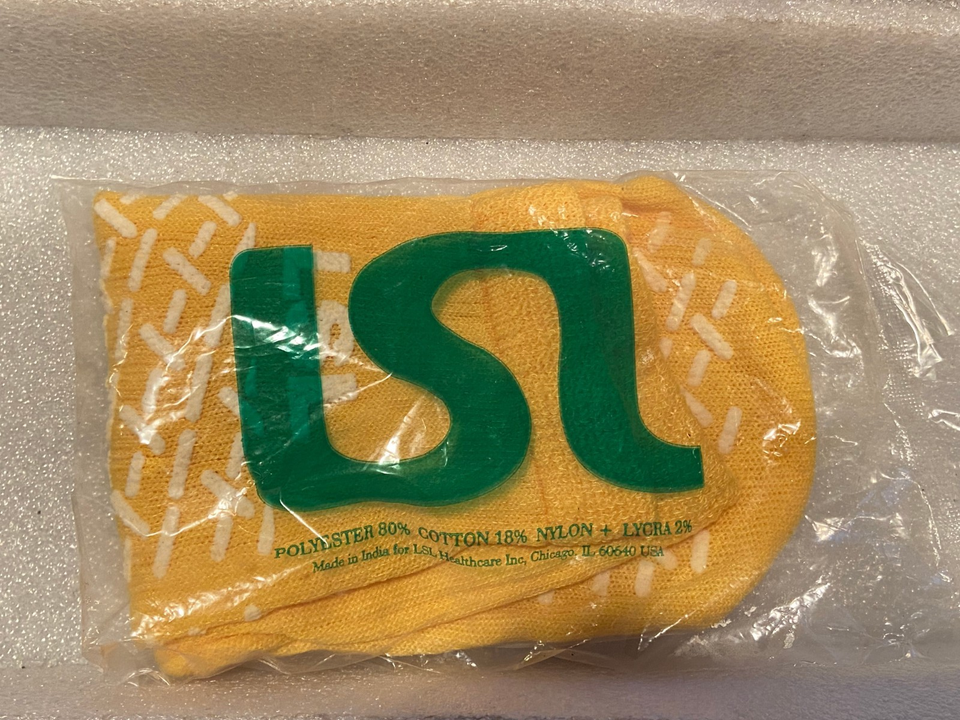 LSL
POLYESTER 80% COTTON 18% NYLON + LYCRA 2%
Made in India for LSL Healthcare Inc, Chicago, IL 60640 USA